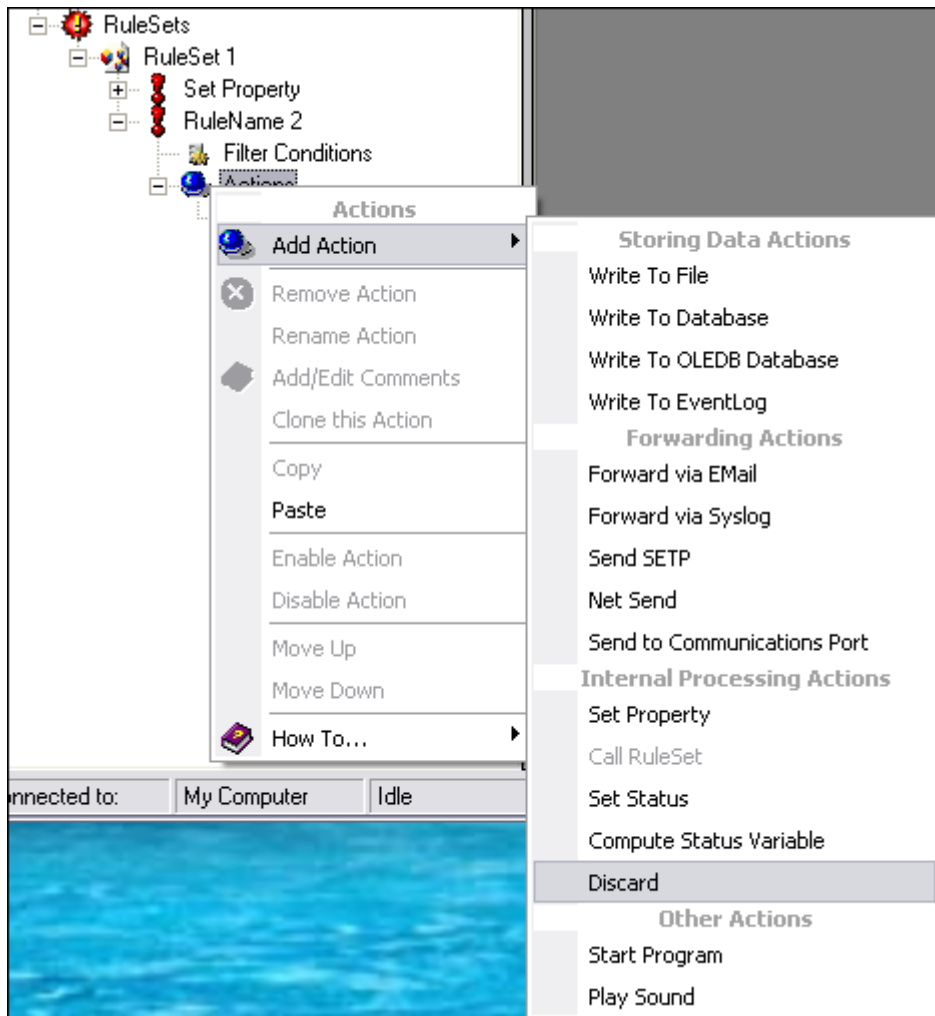 RuleSets
RuleSet 1
Set Property
RuleName 2
Filter Conditions
Actions
Actions
Add Action
Remove Action
Rename Action
Add/Edit Comments
Clone this Action
Copy
Paste
Enable Action
Disable Action
Move Up
Move Down
How To...
Storing Data Actions
Write To File
Write To Database
Write To OLEDB Database
Write To EventLog
Forwarding Actions
Forward via EMail
Forward via Syslog
Send SETP
Net Send
Send to Communications Port
Internal Processing Actions
Set Property
Call RuleSet
Set Status
Compute Status Variable
Discard
Other Actions
Start Program
Play Sound
onnected to: My Computer Idle